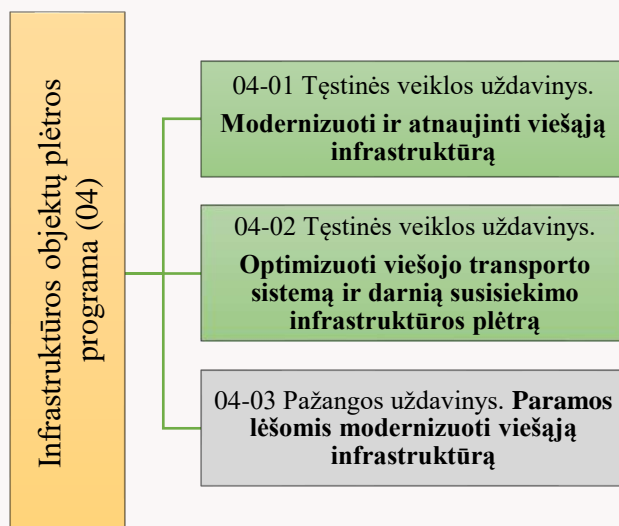 Infrastruktūros objektų plėtros
programa (04)
04-01 Tęstinės veiklos uždavinys.
Modernizuoti ir atnaujinti viešąją
infrastruktūrą
04-02 Tęstinės veiklos uždavinys.
Optimizuoti viešojo transporto
sistemą ir darnią susisiekimo
infrastruktūros plėtrą
04-03 Pažangos uždavinys. Paramos
lėšomis modernizuoti viešąją
infrastruktūrą